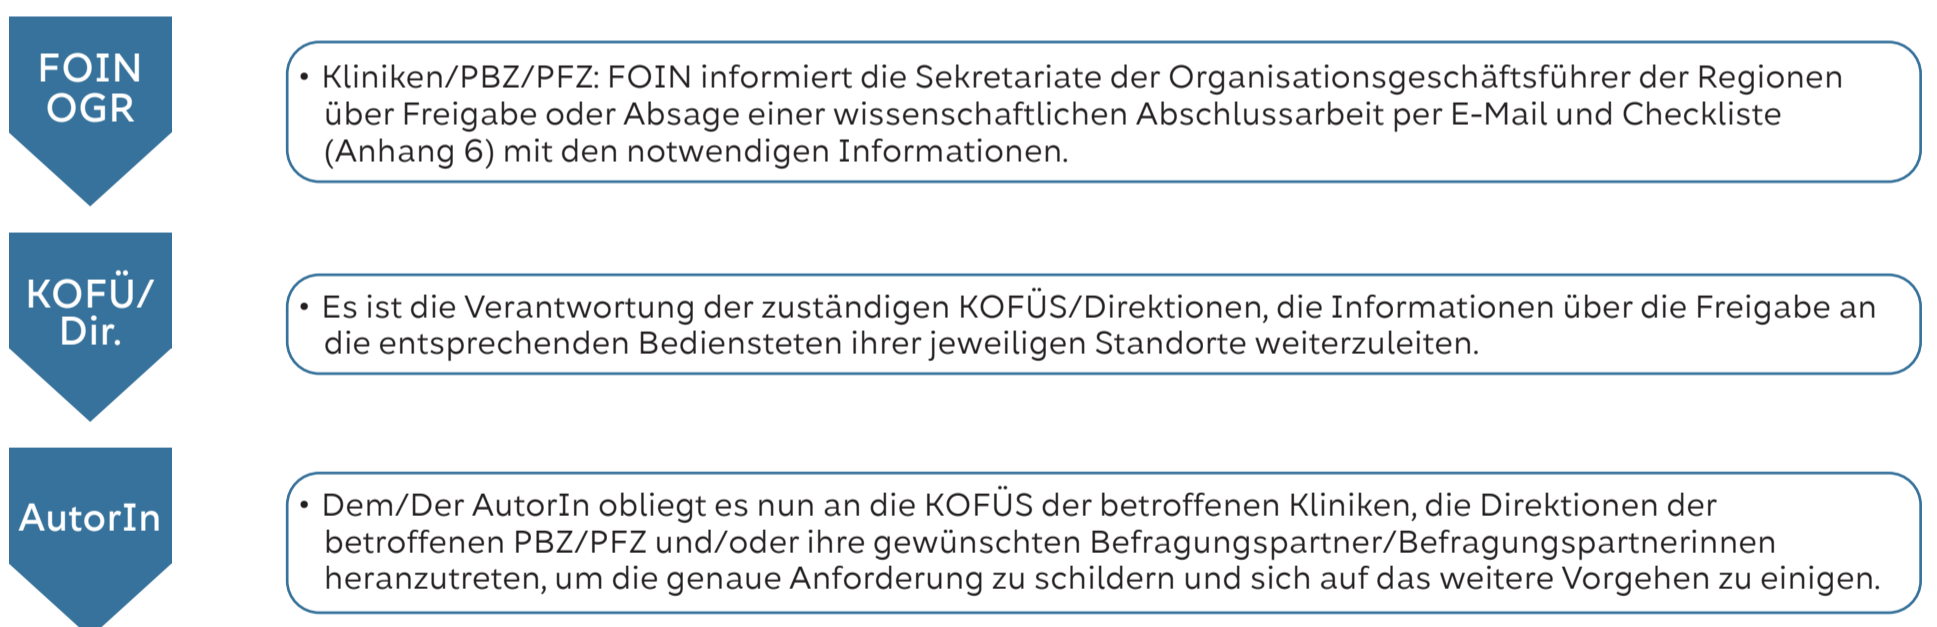 FOIN
OGR
• Kliniken/PBZ/PFZ: FOIN informiert die Sekretariate der Organisationsgeschäftsführer der Regionen
über Freigabe oder Absage einer wissenschaftlichen Abschlussarbeit per E-Mail und Checkliste
(Anhang 6) mit den notwendigen Informationen.
KOFÜ/
Dir.
• Es ist die Verantwortung der zuständigen KOFÜS/Direktionen, die Informationen über die Freigabe an
die entsprechenden Bediensteten ihrer jeweiligen Standorte weiterzuleiten.
AutorIn
• Dem/Der AutorIn obliegt es nun an die KOFÜS der betroffenen Kliniken, die Direktionen der
betroffenen PBZ/PFZ und/oder ihre gewünschten Befragungspartner/Befragungspartnerinnen
heranzutreten, um die genaue Anforderung zu schildern und sich auf das weitere Vorgehen zu einigen.